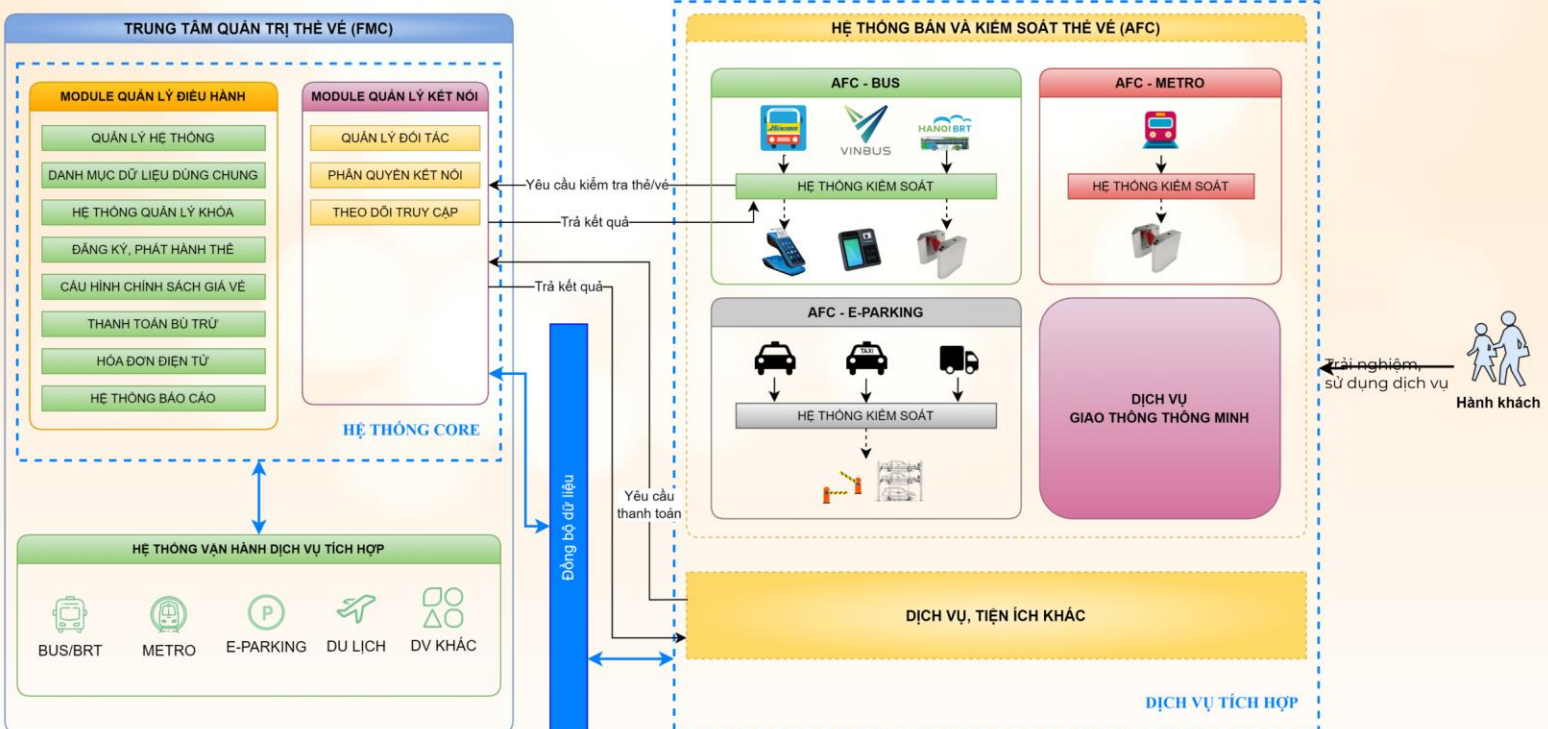 TRUNG TÂM QUẢN TRỊ THẺ VÉ (FMC)
MODULE QUẢN LÝ ĐIỀU HÀNH
QUẢN LÝ HỆ THỐNG
DANH MỤC DỮ LIỆU DÙNG CHUNG
HỆ THỐNG QUẢN LÝ KHÓA
ĐĂNG KÝ, PHÁT HÀNH THẺ
CẤU HÌNH CHÍNH SÁCH GIÁ VÉ
THANH TOÁN BÙ TRỪ
HÓA ĐƠN ĐIỆN TỬ
HỆ THỐNG BÁO CÁO
MODULE QUẢN LÝ KẾT NỐI
QUẢN LÝ ĐỐI TÁC
PHÂN QUYỀN KẾT NỐI
THEO DÕI TRUY CẬP
HỆ THỐNG CORE
HỆ THỐNG VẬN HÀNH DỊCH VỤ TÍCH HỢP
P
BUS/BRT
METRO
E-PARKING
DU LỊCH
DV KHÁC
Yêu cầu kiểm tra thẻ/vé
Trả kết quả
Trả kết quả
Yêu cầu
thanh toán
Đồng bộ dữ liệu
HỆ THỐNG BÁN VÀ KIỂM SOÁT THẺ VÉ (AFC)
AFC - BUS
VINBUS
HANOI BRT
HỆ THỐNG KIỂM SOÁT
AFC - METRO
HỆ THỐNG KIỂM SOÁT
AFC - E-PARKING
TAXI
HỆ THỐNG KIỂM SOÁT
DỊCH VỤ
GIAO THÔNG THÔNG MINH
DỊCH VỤ, TIỆN ÍCH KHÁC
DỊCH VỤ TÍCH HỢP
Trải nghiệm,
sử dụng dịch vụ
Hành khách